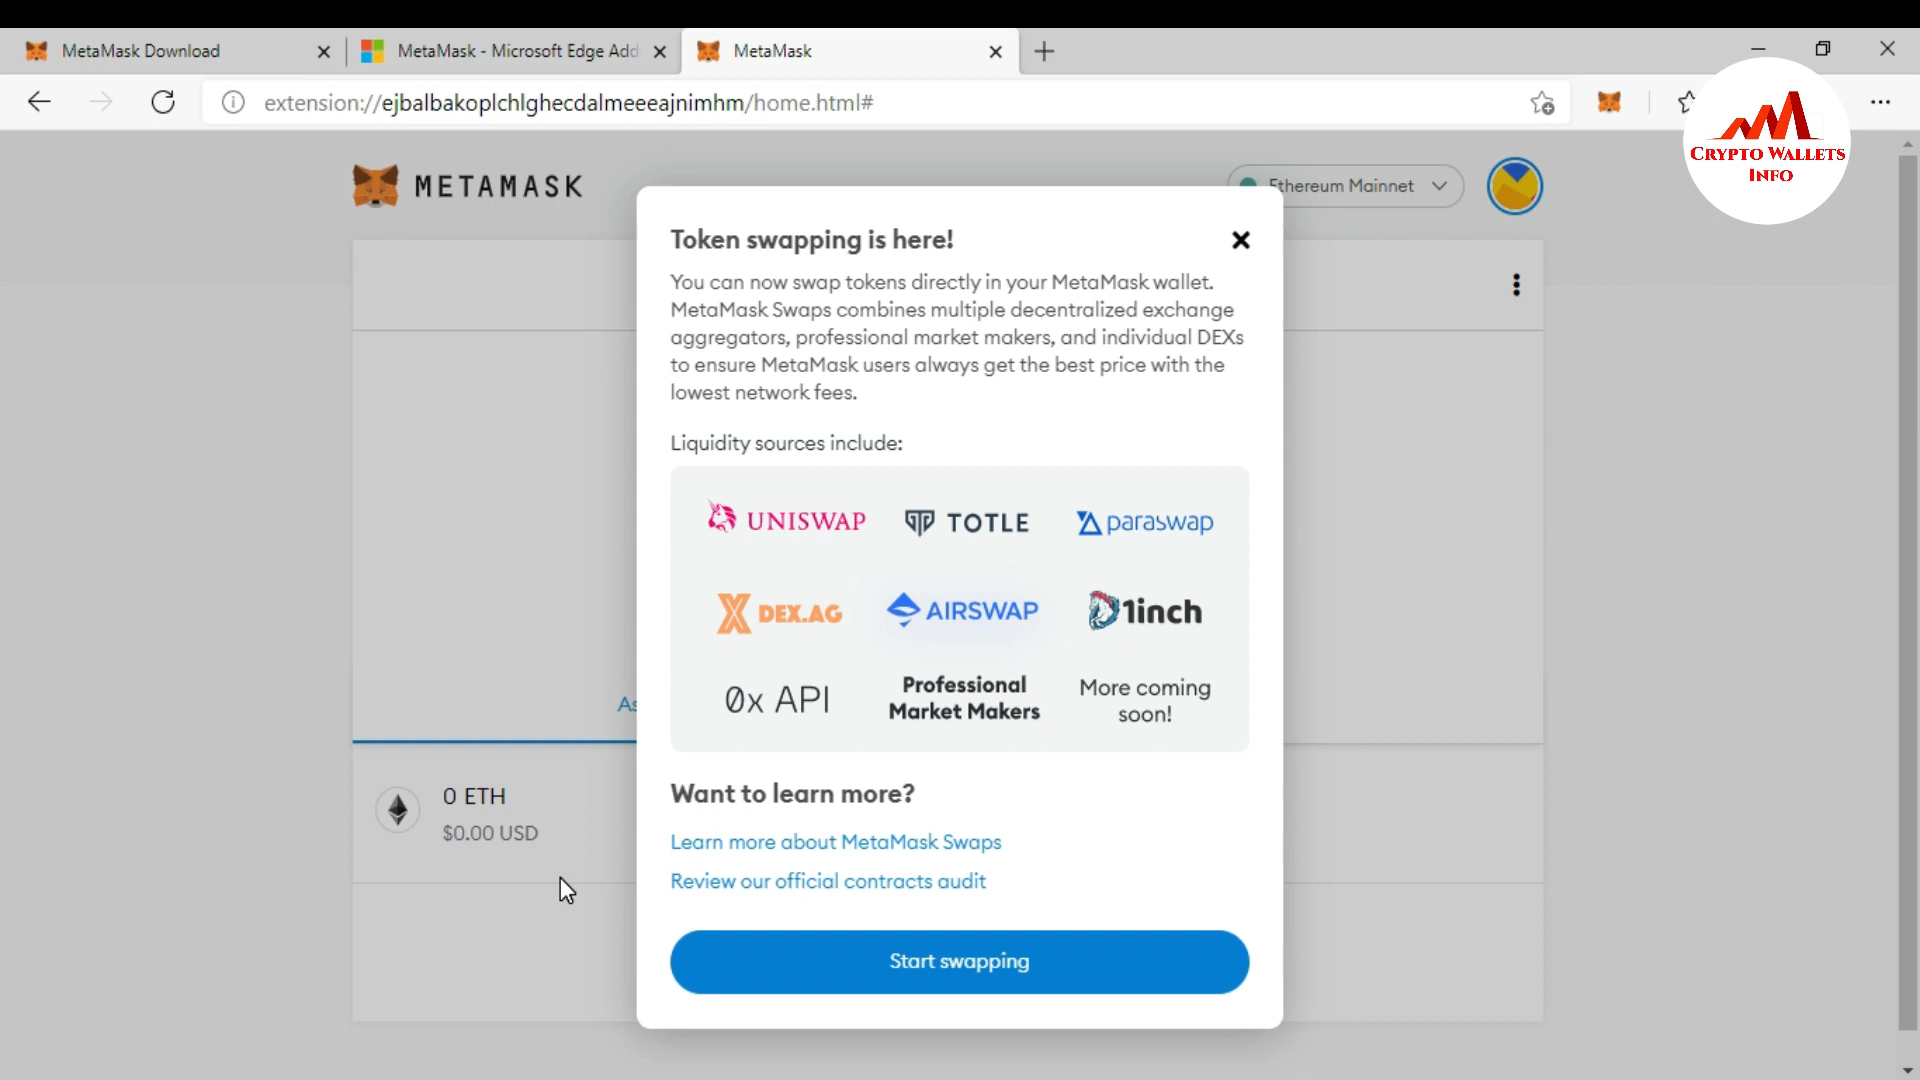 MetaMask Download
MetaMask - Microsoft Edge Add
MetaMask
extension://ejbalbakoplchlghecdalmeeeajnimhm/home.html#
CRYPTO WALLETS
INFO
METAMASK
Ethereum Mainnet
Token swapping is here!
You can now swap tokens directly in your MetaMask wallet.
MetaMask Swaps combines multiple decentralized exchange
aggregators, professional market makers, and individual DEXs
to ensure MetaMask users always get the best price with the
lowest network fees.
Liquidity sources include:
UNISWAP
TOTLE
paraswap
DEX.AG
AIRSWAP
1inch
0x API
Professional
Market Makers
More coming
soon!
As
0 ETH
$0.00 USD
Want to learn more?
Learn more about MetaMask Swaps
Review our official contracts audit
Start swapping